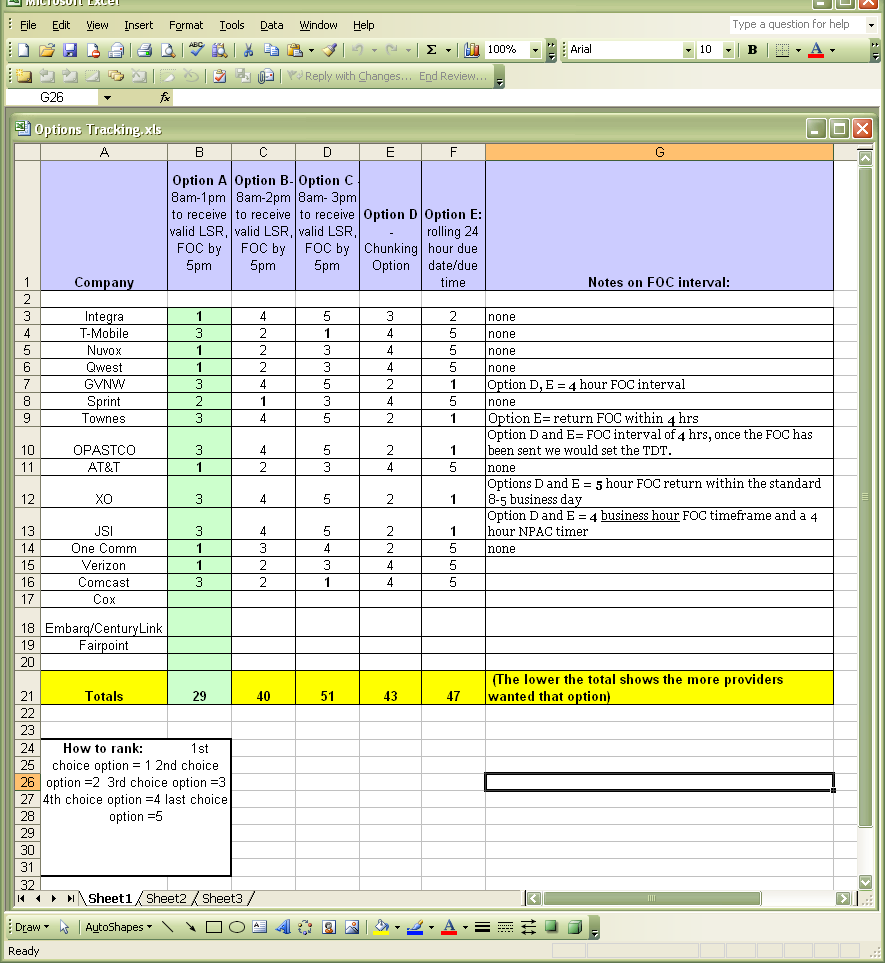 Microsoft Excel
File Edit View Insert Format Tools Data Window Help Type a question for help
100% Arial 10 B A
Reply with Changes... End Review...
G26 fx
Options Tracking.xls
A B C D E F G
1 Company Option A 8am-1pm to receive valid LSR, FOC by 5pm Option B- 8am-2pm to receive valid LSR, FOC by 5pm Option C - 8am- 3pm to receive valid LSR, FOC by 5pm Option D - Chunking Option Option E: rolling 24 hour due date/due time Notes on FOC interval:
2
3 Integra 1 4 5 3 2 none
4 T-Mobile 3 2 1 4 5 none
5 Nuvox 1 2 3 4 5 none
6 Qwest 1 2 3 4 5 none
7 GVNW 3 4 5 2 1 Option D, E = 4 hour FOC interval
8 Sprint 2 1 3 4 5 none
9 Townes 3 4 5 2 1 Option E= return FOC within 4 hrs
10 OPASTCO 3 4 5 2 1 Option D and E= FOC interval of 4 hrs, once the FOC has
been sent we would set the TDT.
11 AT&T 1 2 3 4 5 none
12 XO 3 4 5 2 1 Options D and E = 5 hour FOC return within the standard
8-5 business day
13 JSI 3 4 5 2 1 Option D and E = 4 business hour FOC timeframe and a 4
hour NPAC timer
14 One Comm 1 3 4 2 5 none
15 Verizon 1 2 3 4 5
16 Comcast 3 2 1 4 5
17 Cox
18 Embarq/CenturyLink
19 Fairpoint
20
21 Totals 29 40 51 43 47 (The lower the total shows the more providers
wanted that option)
22
23
24 How to rank: 1st
25 choice option = 1 2nd choice
26 option =2 3rd choice option =3
27 4th choice option =4 last choice
28 option =5
29
30
31
32
Sheet1 Sheet2 Sheet3
Draw AutoShapes A A
Ready